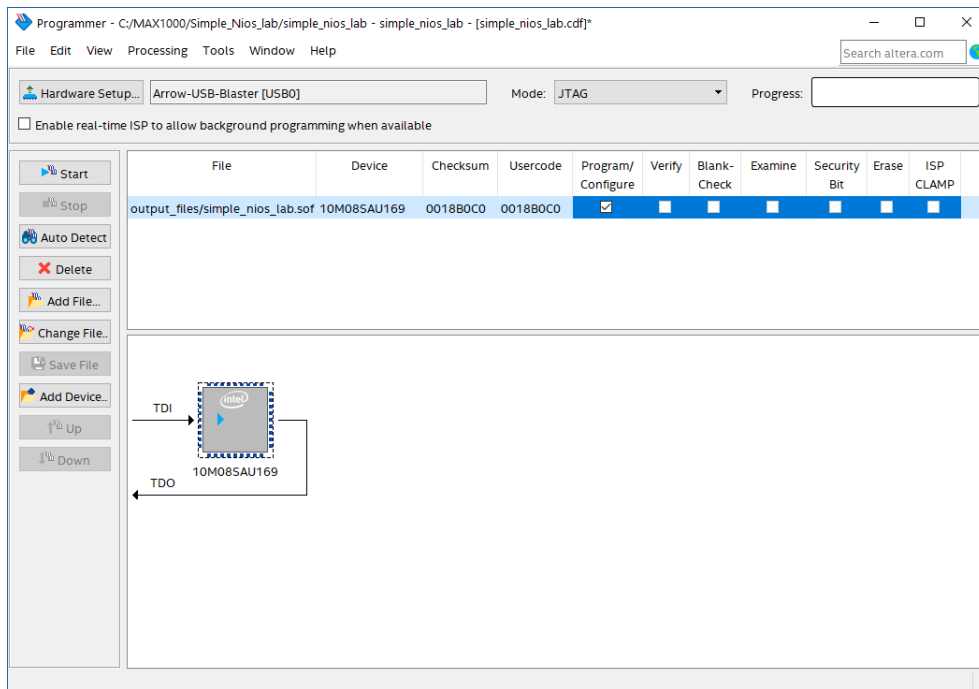 Programmer - C:/MAX1000/Simple_Nios_lab/simple_nios_lab - simple_nios_lab - [simple_nios_lab.cdf]*
File Edit View Processing Tools Window Help
Search altera.com
Hardware Setup... Arrow-USB-Blaster [USB0] Mode: JTAG Progress:
Enable real-time ISP to allow background programming when available
Start
Stop
Auto Detect
Delete
Add File...
Change File..
Save File
Add Device..
Up
Down
File Device Checksum Usercode Program/ Verify Blank- Examine Security Erase ISP
Configure Check Bit CLAMP
output_files/simple_nios_lab.sof 10M08SAU169 0018B0C0 0018B0C0
intel
TDI
10M08SAU169
TDO